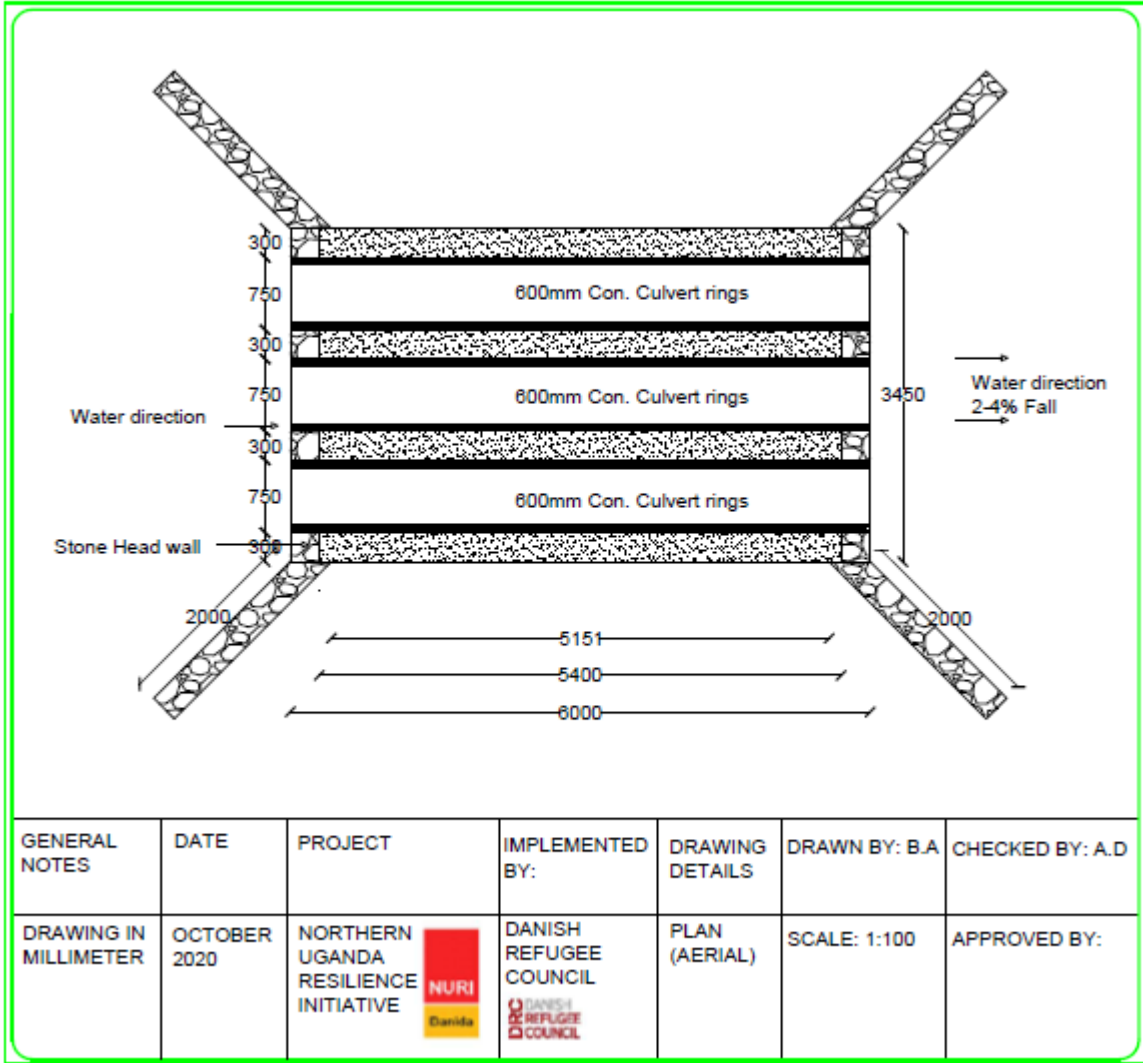 300
750
600mm Con. Culvert rings
300
750
600mm Con. Culvert rings
3450
Water direction
2-4% Fall
Water direction
300
750
600mm Con. Culvert rings
Stone Head wall
300
2000
2000
5151
5400
6000
GENERAL
NOTES
DATE
PROJECT
IMPLEMENTED
BY:
DRAWING
DETAILS
DRAWN BY: B.A
CHECKED BY: A.D
DRAWING IN
MILLIMETER
OCTOBER
2020
NORTHERN
UGANDA
RESILIENCE
INITIATIVE
NURI
Danida
DANISH
REFUGEE
COUNCIL
DRC
DANISH
REFUGEE
COUNCIL
PLAN
(AERIAL)
SCALE: 1:100
APPROVED BY: